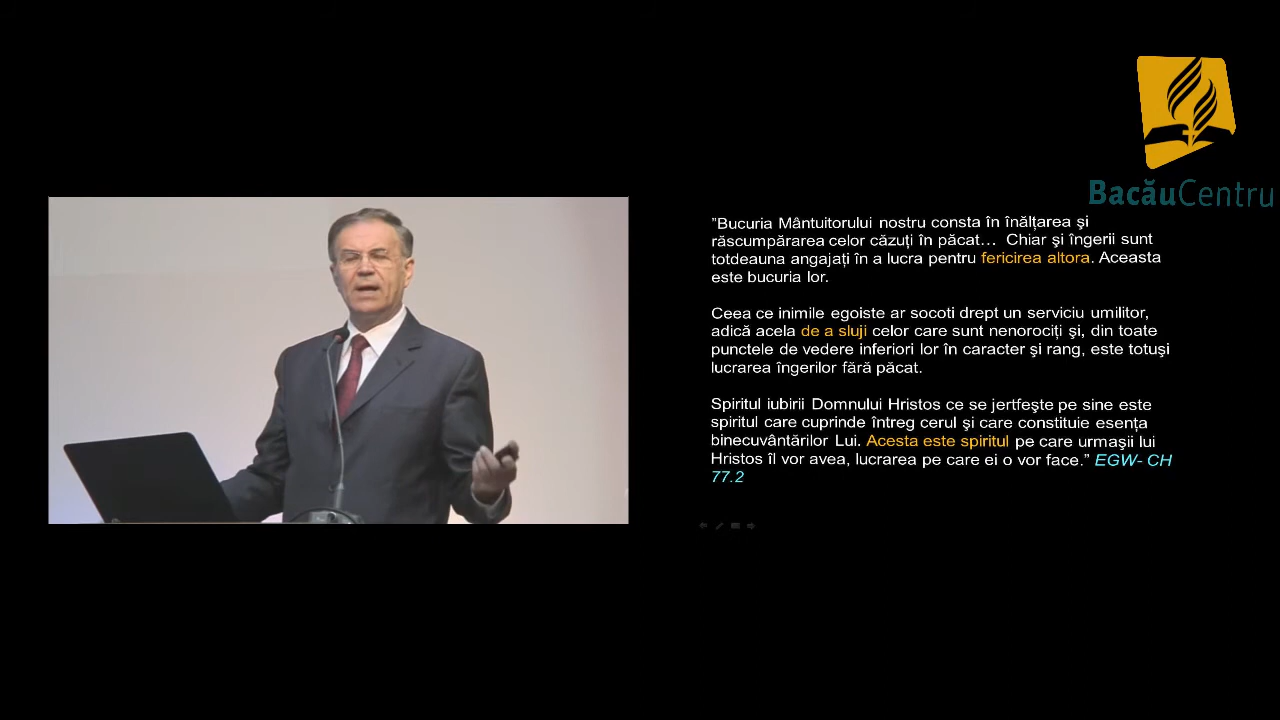 BacăuCentru
”Bucuria Mântuitorului nostru consta în înălțarea şi
răscumpărarea celor căzuți în păcat… Chiar şi îngerii sunt
totdeauna angajați în a lucra pentru fericirea altora. Aceasta
este bucuria lor.
Ceea ce inimile egoiste ar socoti drept un serviciu umilitor,
adică acela de a sluji celor care sunt nenorociți şi, din toate
punctele de vedere inferiori lor în caracter şi rang, este totuşi
lucrarea îngerilor fără păcat.
Spiritul iubirii Domnului Hristos ce se jertfeşte pe sine este
spiritul care cuprinde întreg cerul şi care constituie esența
binecuvântărilor Lui. Acesta este spiritul pe care urmaşii lui
Hristos îl vor avea, lucrarea pe care ei o vor face.” EGW- CH
77.2